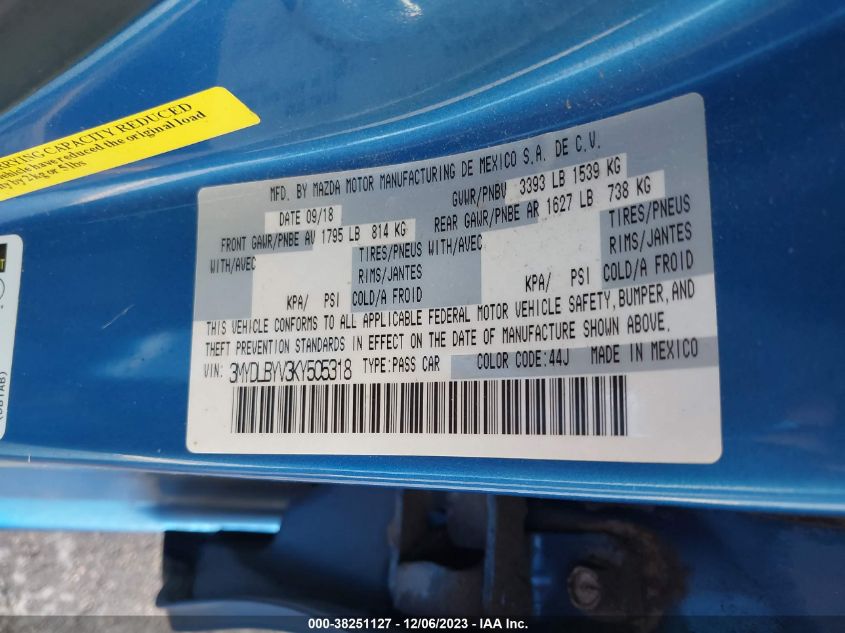 RRYING CAPACITY REDUCED
ehicle have reduced the original load
ty by 2 kg or 5 lbs
MFD. BY MAZDA MOTOR MANUFACTURING DE MEXICO S.A. DE C.V.
DATE 09/18 GVWR/PNBV 3393 LB 1539 KG
FRONT GAWR/PNBE AV 1795 LB 814 KG REAR GAWR/PNBE AR 1627 LB 738 KG
WITH/AVEC TIRES/PNEUS WITH/AVEC TIRES/PNEUS
RIMS/JANTES RIMS/JANTES
KPA/ PSI COLD/A FROID KPA/ PSI COLD/A FROID
THIS VEHICLE CONFORMS TO ALL APPLICABLE FEDERAL MOTOR VEHICLE SAFETY, BUMPER, AND
THEFT PREVENTION STANDARDS IN EFFECT ON THE DATE OF MANUFACTURE SHOWN ABOVE.
VIN: 3MYDLBYV3KY505318 TYPE:PASS CAR COLOR CODE:44J MADE IN MEXICO
000-38251127 - 12/06/2023 - IAAI.com